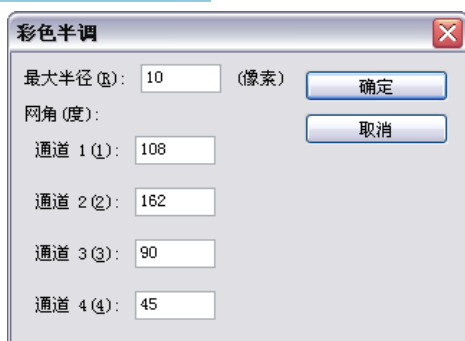 彩色半调
最大半径(R): 10 (像素) 确定
网角(度): 取消
通道 1(1): 108
通道 2(2): 162
通道 3(3): 90
通道 4(4): 45